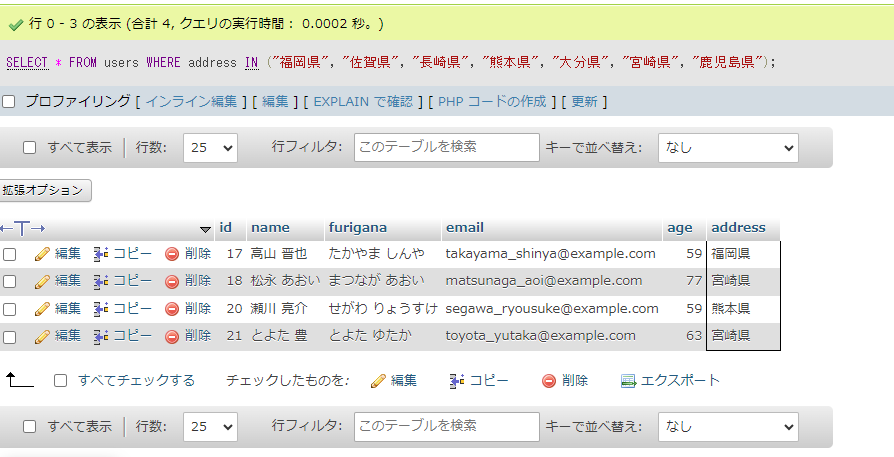 行 0 - 3 の表示 (合計 4, クエリの実行時間： 0.0002 秒。)
SELECT * FROM users WHERE address IN ("福岡県", "佐賀県", "長崎県", "熊本県", "大分県", "宮崎県", "鹿児島県");
プロファイリング [ インライン編集 ] [ 編集 ] [ EXPLAIN で確認 ] [ PHP コードの作成 ] [ 更新 ]
すべて表示 行数: 25 行フィルタ: このテーブルを検索 キーで並べ替え: なし
拡張オプション
id name furigana email age address
編集 コピー 削除 17 高山 晋也 たかやま しんや takayama_shinya@example.com 59 福岡県
編集 コピー 削除 18 松永 あおい まつなが あおい matsunaga_aoi@example.com 77 宮崎県
編集 コピー 削除 20 瀬川 亮介 せがわ りょうすけ segawa_ryousuke@example.com 59 熊本県
編集 コピー 削除 21 とよた 豊 とよた ゆたか toyota_yutaka@example.com 63 宮崎県
すべてチェックする チェックしたものを: 編集 コピー 削除 エクスポート
すべて表示 行数: 25 行フィルタ: このテーブルを検索 キーで並べ替え: なし